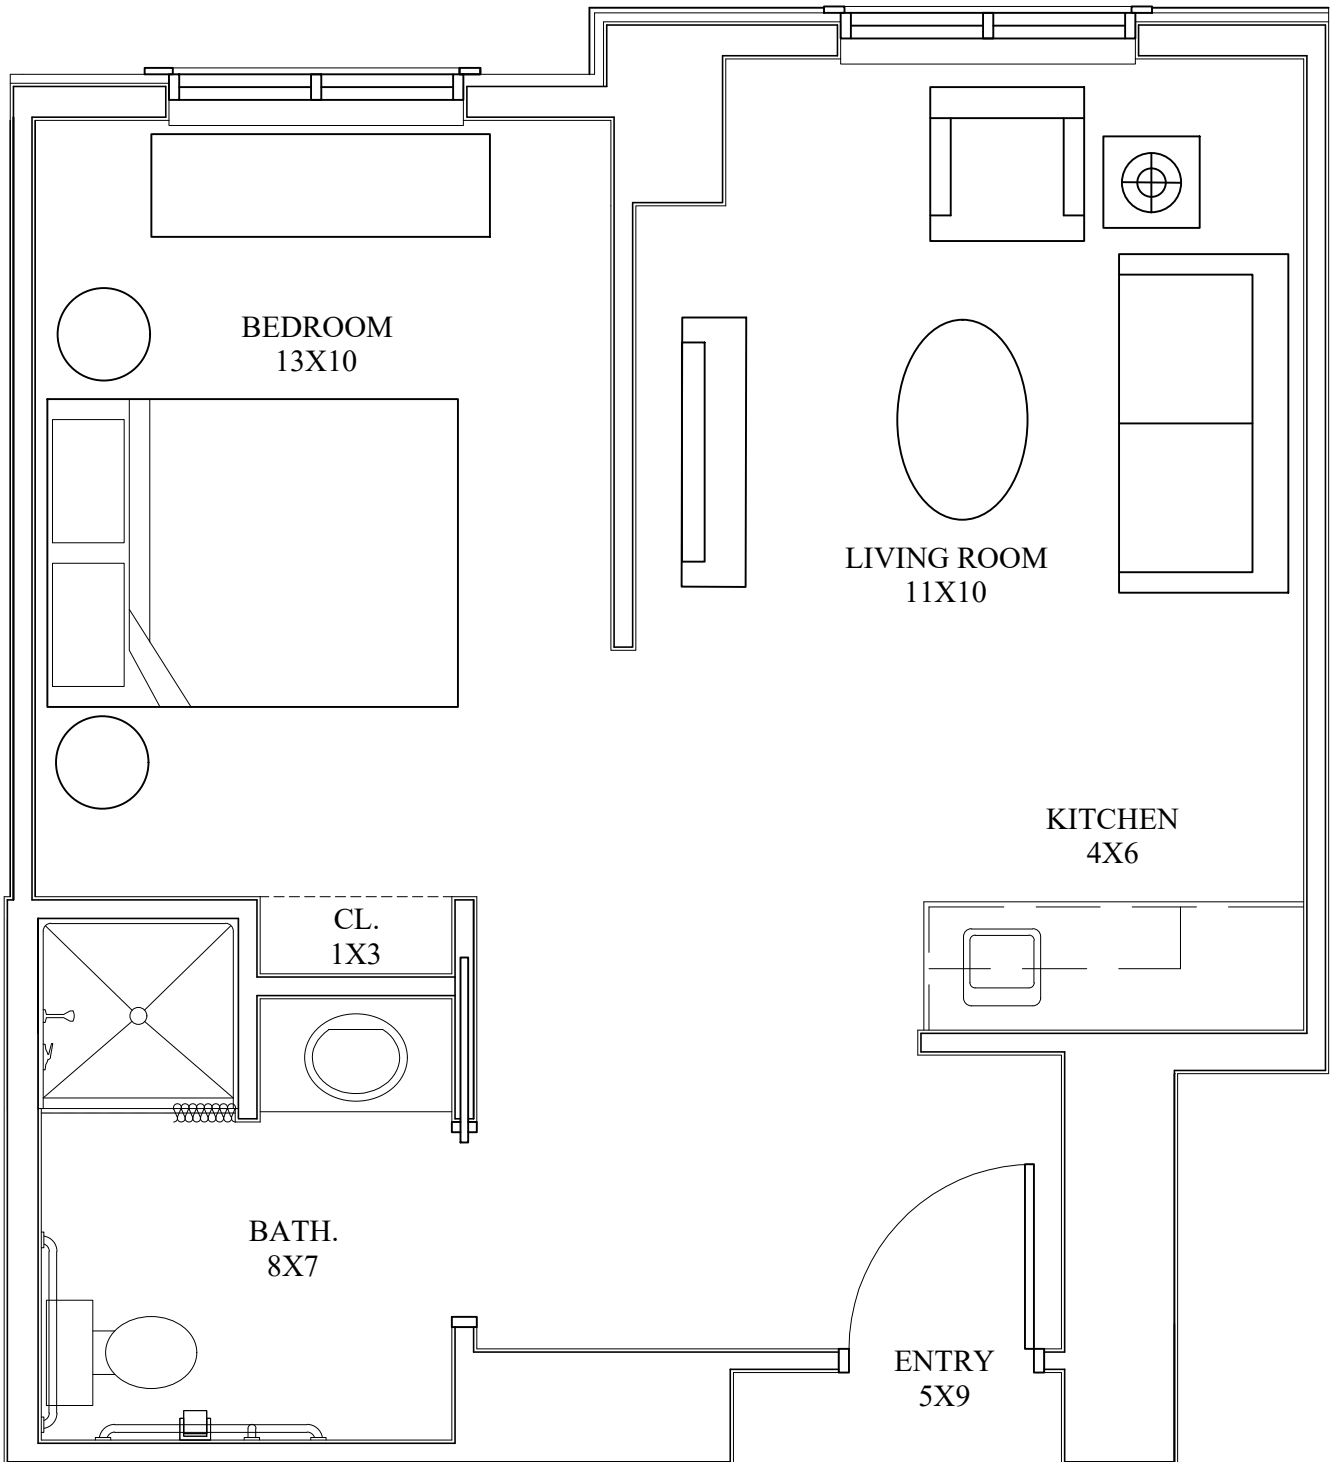 BEDROOM
13X10
LIVING ROOM
11X10
KITCHEN
4X6
CL.
1X3
BATH.
8X7
ENTRY
5X9